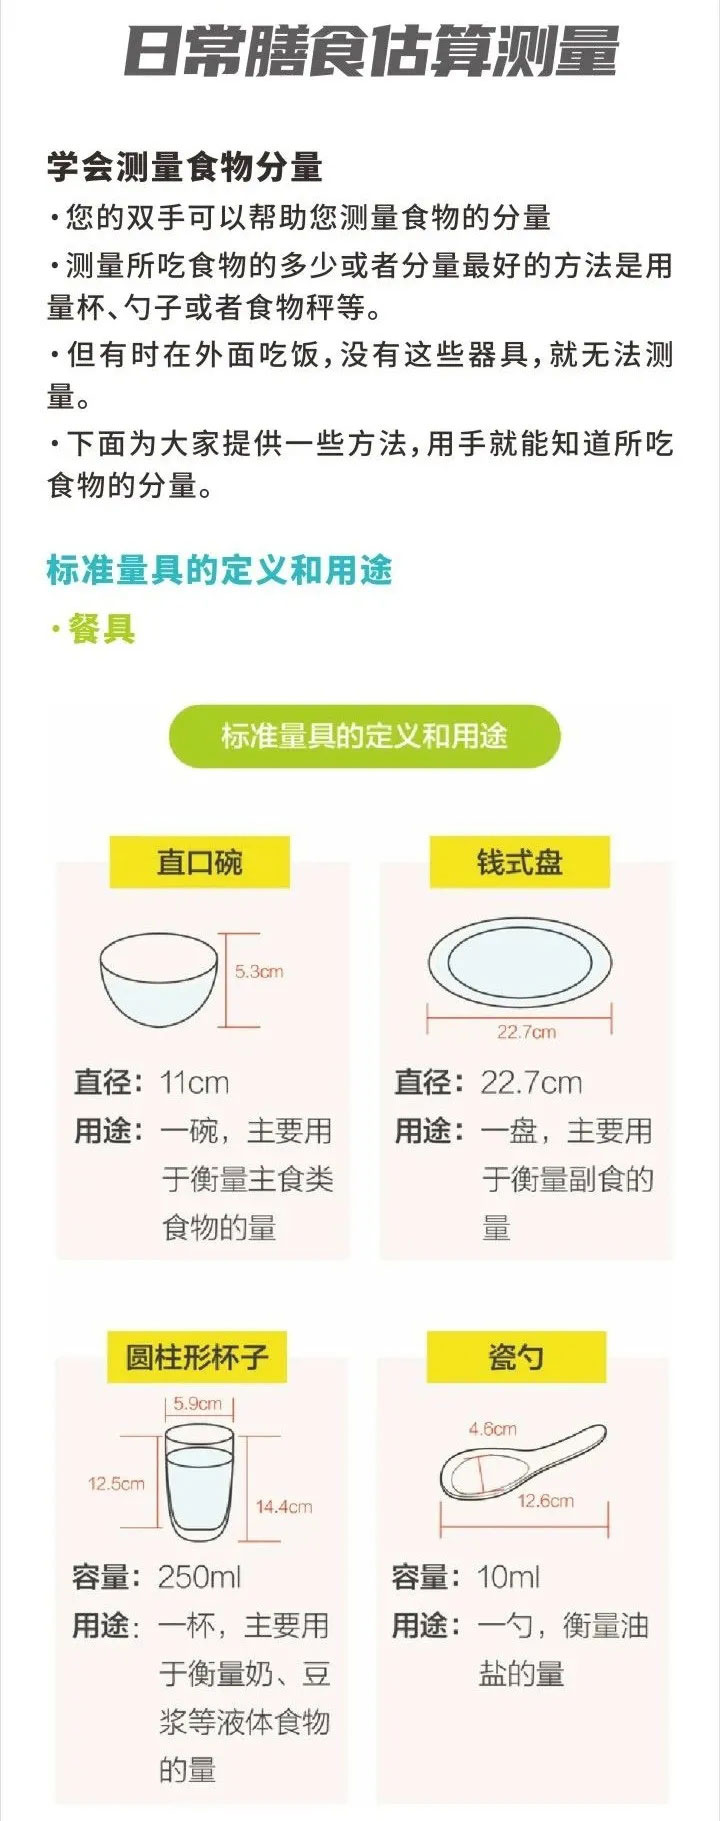 日常膳食估算测量
学会测量食物分量
·您的双手可以帮助您测量食物的分量
·测量所吃食物的多少或者分量最好的方法是用
量杯、勺子或者食物秤等。
·但有时在外面吃饭，没有这些器具，就无法测
量。
·下面为大家提供一些方法，用手就能知道所吃
食物的分量。
标准量具的定义和用途
·餐具
标准量具的定义和用途
直口碗
5.3cm
直径：11cm
用途：一碗，主要用
于衡量主食类
食物的量
钱式盘
22.7cm
直径：22.7cm
用途：一盘，主要用
于衡量副食的
量
圆柱形杯子
5.9cm
12.5cm
14.4cm
容量：250ml
用途：一杯，主要用
于衡量奶、豆
浆等液体食物
的量
瓷勺
4.6cm
12.6cm
容量：10ml
用途：一勺，衡量油
盐的量